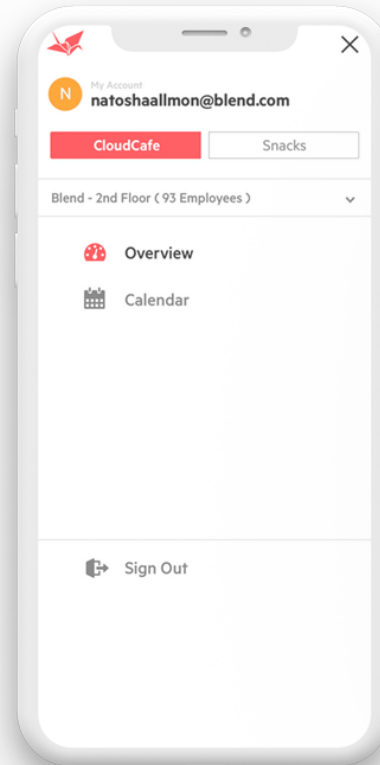 My Account
N
natoshaallmon@blend.com
CloudCafe
Snacks
Blend - 2nd Floor ( 93 Employees )
Overview
Calendar
Sign Out